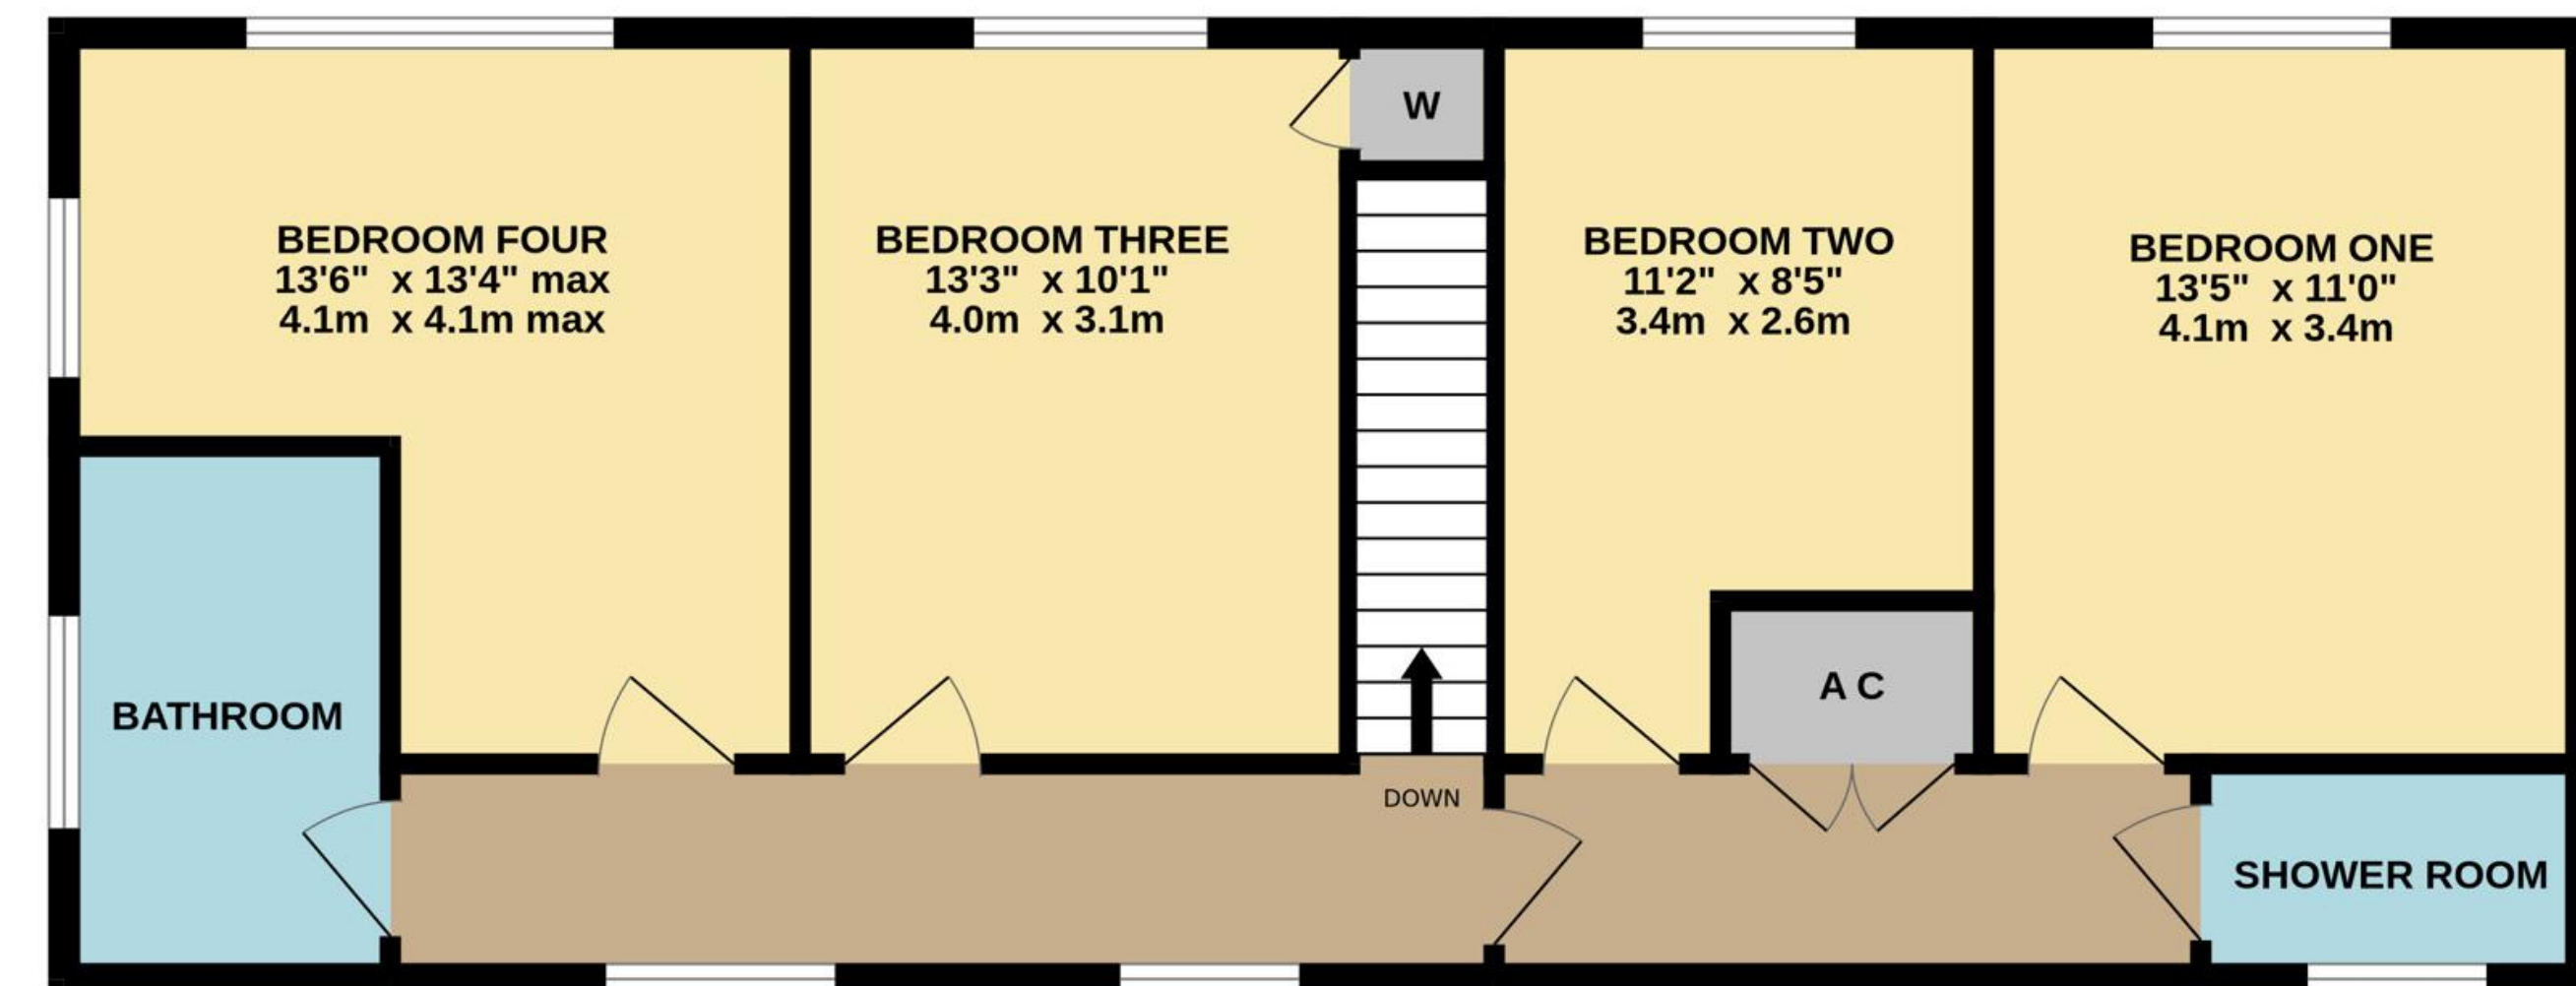 W
BEDROOM FOUR
13'6" x 13'4" max
4.1m x 4.1m max
BEDROOM THREE
13'3" x 10'1"
4.0m x 3.1m
BEDROOM TWO
11'2" x 8'5"
3.4m x 2.6m
BEDROOM ONE
13'5" x 11'0"
4.1m x 3.4m
BATHROOM
A C
DOWN
SHOWER ROOM